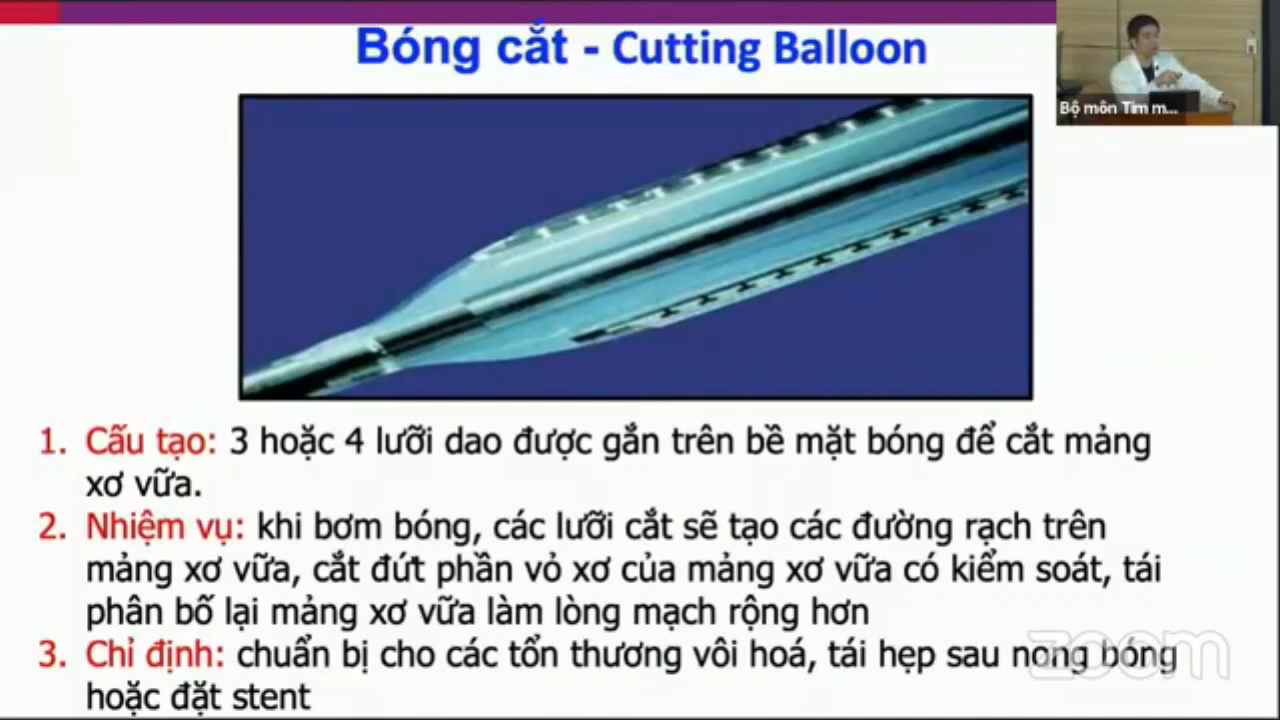 Bóng cắt - Cutting Balloon
Bộ môn Tim m...
1. Cấu tạo: 3 hoặc 4 lưỡi dao được gắn trên bề mặt bóng để cắt mảng
xơ vữa.
2. Nhiệm vụ: khi bơm bóng, các lưỡi cắt sẽ tạo các đường rạch trên
mảng xơ vữa, cắt đứt phần vỏ xơ của mảng xơ vữa có kiểm soát, tái
phân bố lại mảng xơ vữa làm lòng mạch rộng hơn
3. Chỉ định: chuẩn bị cho các tổn thương vôi hoá, tái hẹp sau nong bóng
hoặc đặt stent
zoom